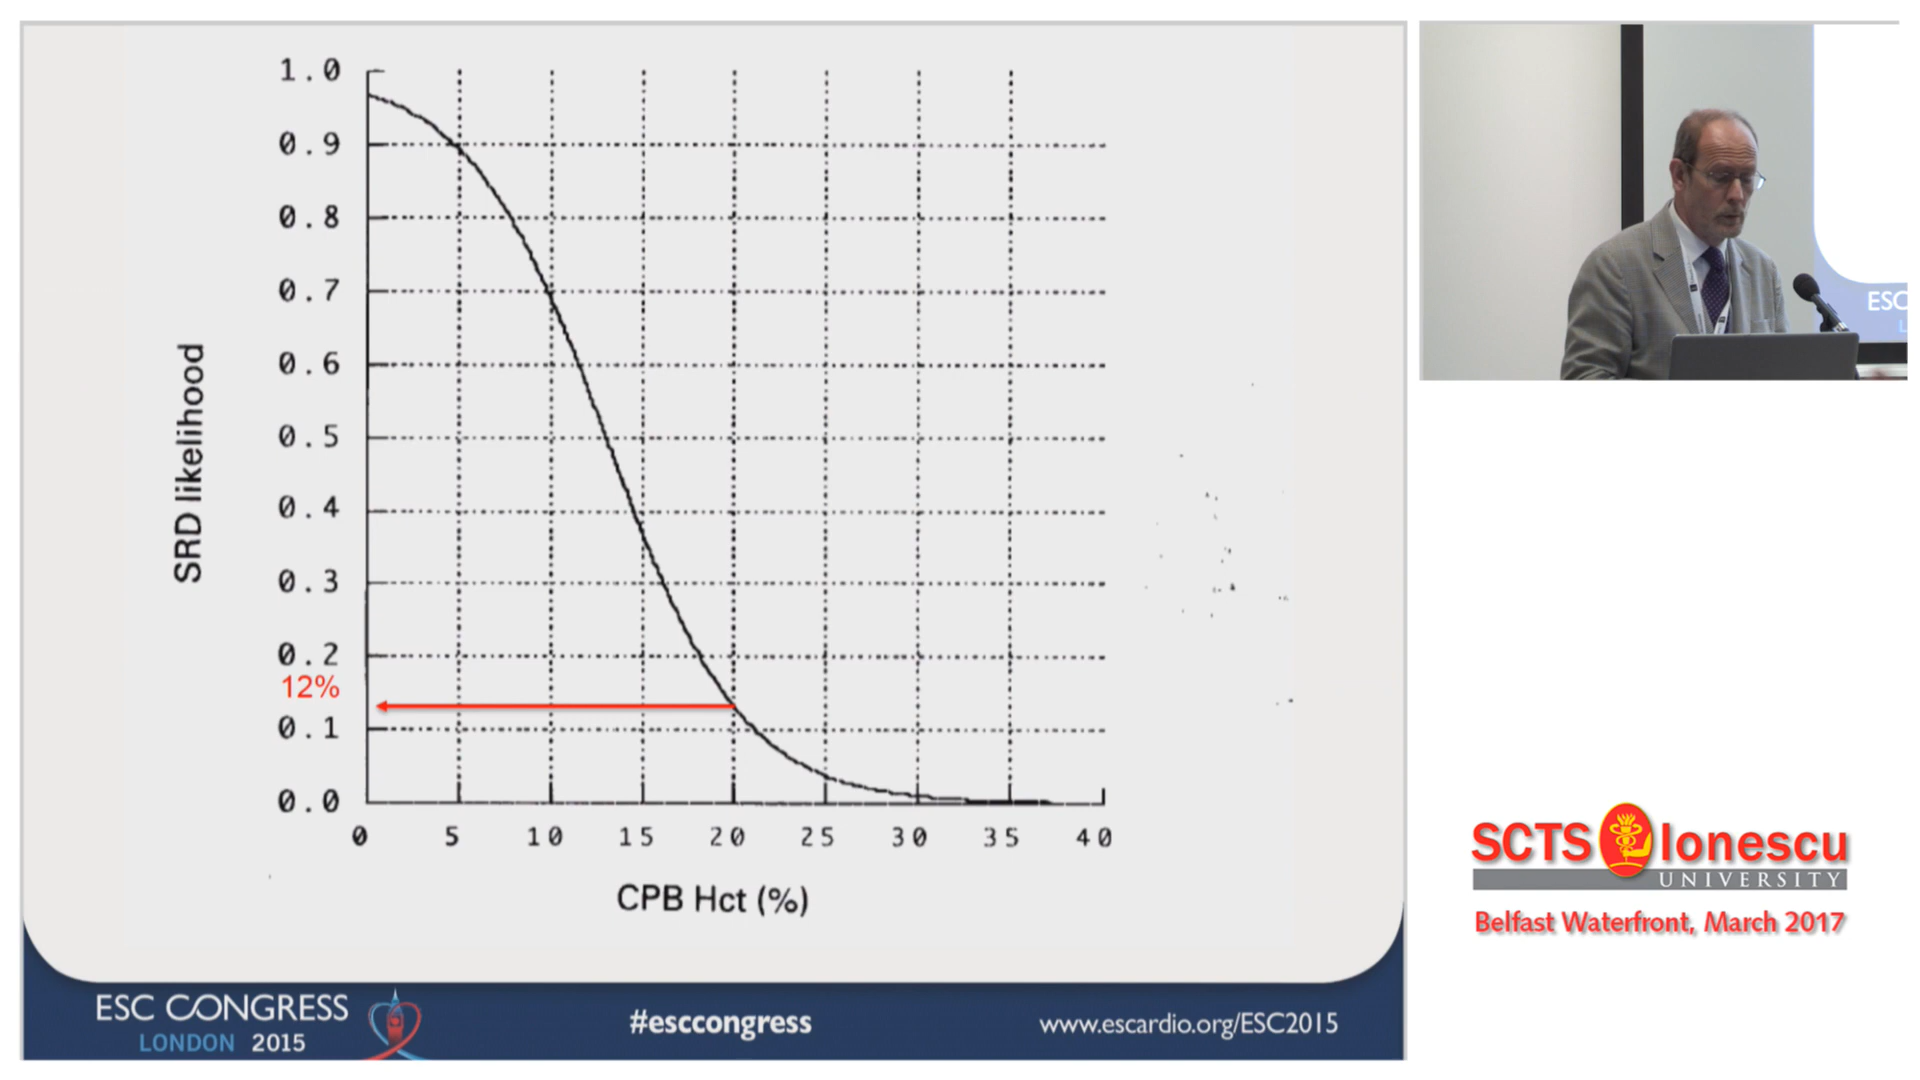 1.0
0.9
0.8
0.7
0.6
0.5
0.4
0.3
0.2
12%
0.1
0.0
SRD likelihood
0 5 10 15 20 25 30 35 40
CPB Hct (%)
ESC CONGRESS
LONDON 2015
#esccongress
www.escardio.org/ESC2015
ESC
L
SCTS Ionescu
UNIVERSITY
Belfast Waterfront, March 2017